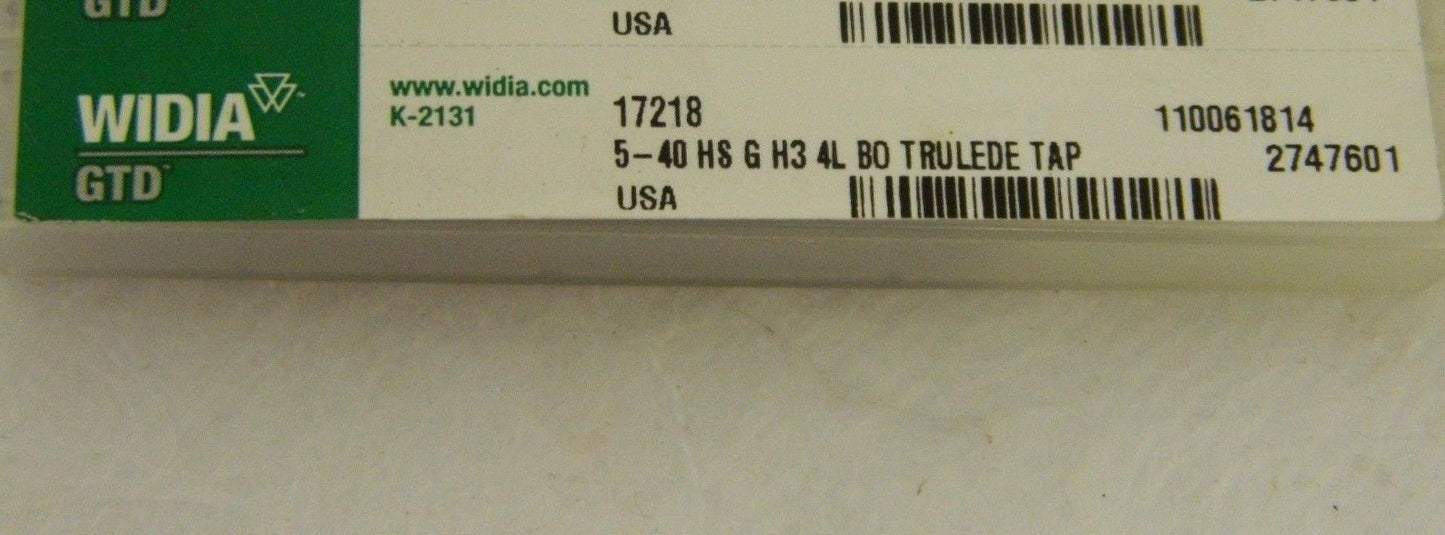 GTD
USA
WIDIA
GTD
www.widia.com
K-2131
17218 110061814
5-40 HS G H3 4L BO TRULEDE TAP 2747601
USA